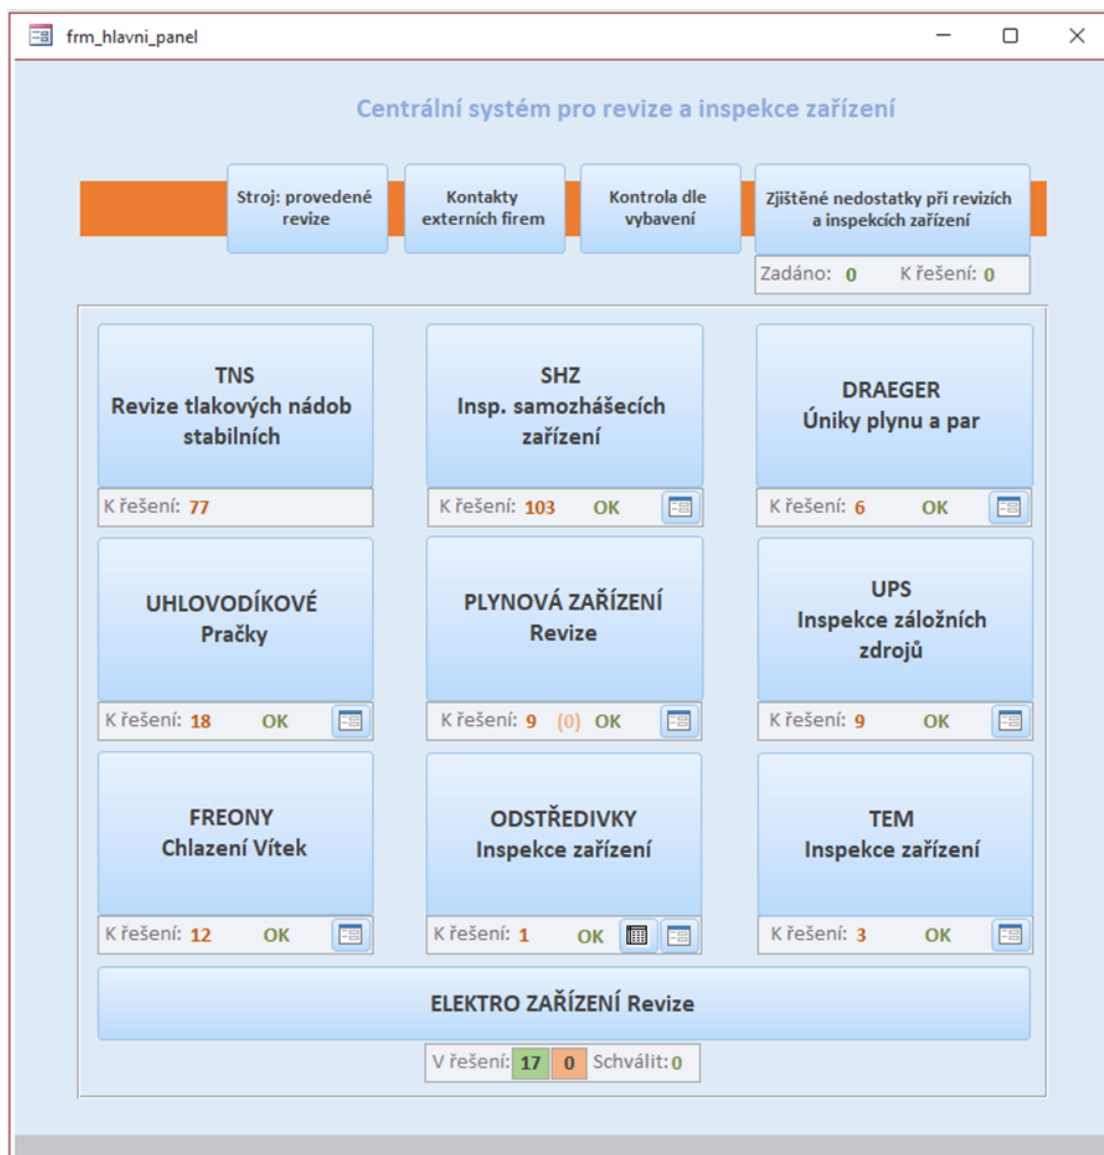 frm_hlavni_panel
Centrální systém pro revize a inspekce zařízení
Stroj: provedené
revize
Kontakty
externích firem
Kontrola dle
vybavení
Zjištěné nedostatky při revizích
a inspekcích zařízení
Zadáno: 0 K řešení: 0
TNS
Revize tlakových nádob
stabilních
K řešení: 77
SHZ
Insp. samozhášecích
zařízení
K řešení: 103 OK
DRAEGER
Úniky plynu a par
K řešení: 6 OK
UHLOVODÍKOVÉ
Pračky
K řešení: 18 OK
PLYNOVÁ ZAŘÍZENÍ
Revize
K řešení: 9 (0) OK
UPS
Inspekce záložních
zdrojů
K řešení: 9 OK
FREONY
Chlazení Vítek
K řešení: 12 OK
ODSTŘEDIVKY
Inspekce zařízení
K řešení: 1 OK
TEM
Inspekce zařízení
K řešení: 3 OK
ELEKTRO ZAŘÍZENÍ Revize
V řešení: 17 0 Schválit: 0